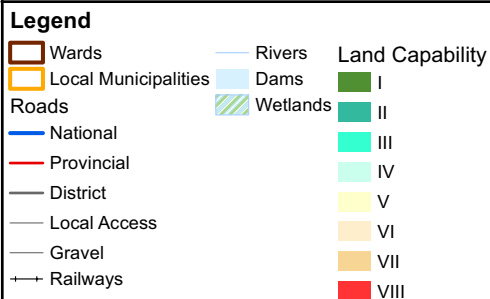 Legend
Wards
Local Municipalities
Roads
National
Provincial
District
Local Access
Gravel
Railways
Rivers
Dams
Wetlands
Land Capability
I
II
III
IV
V
VI
VII
VIII